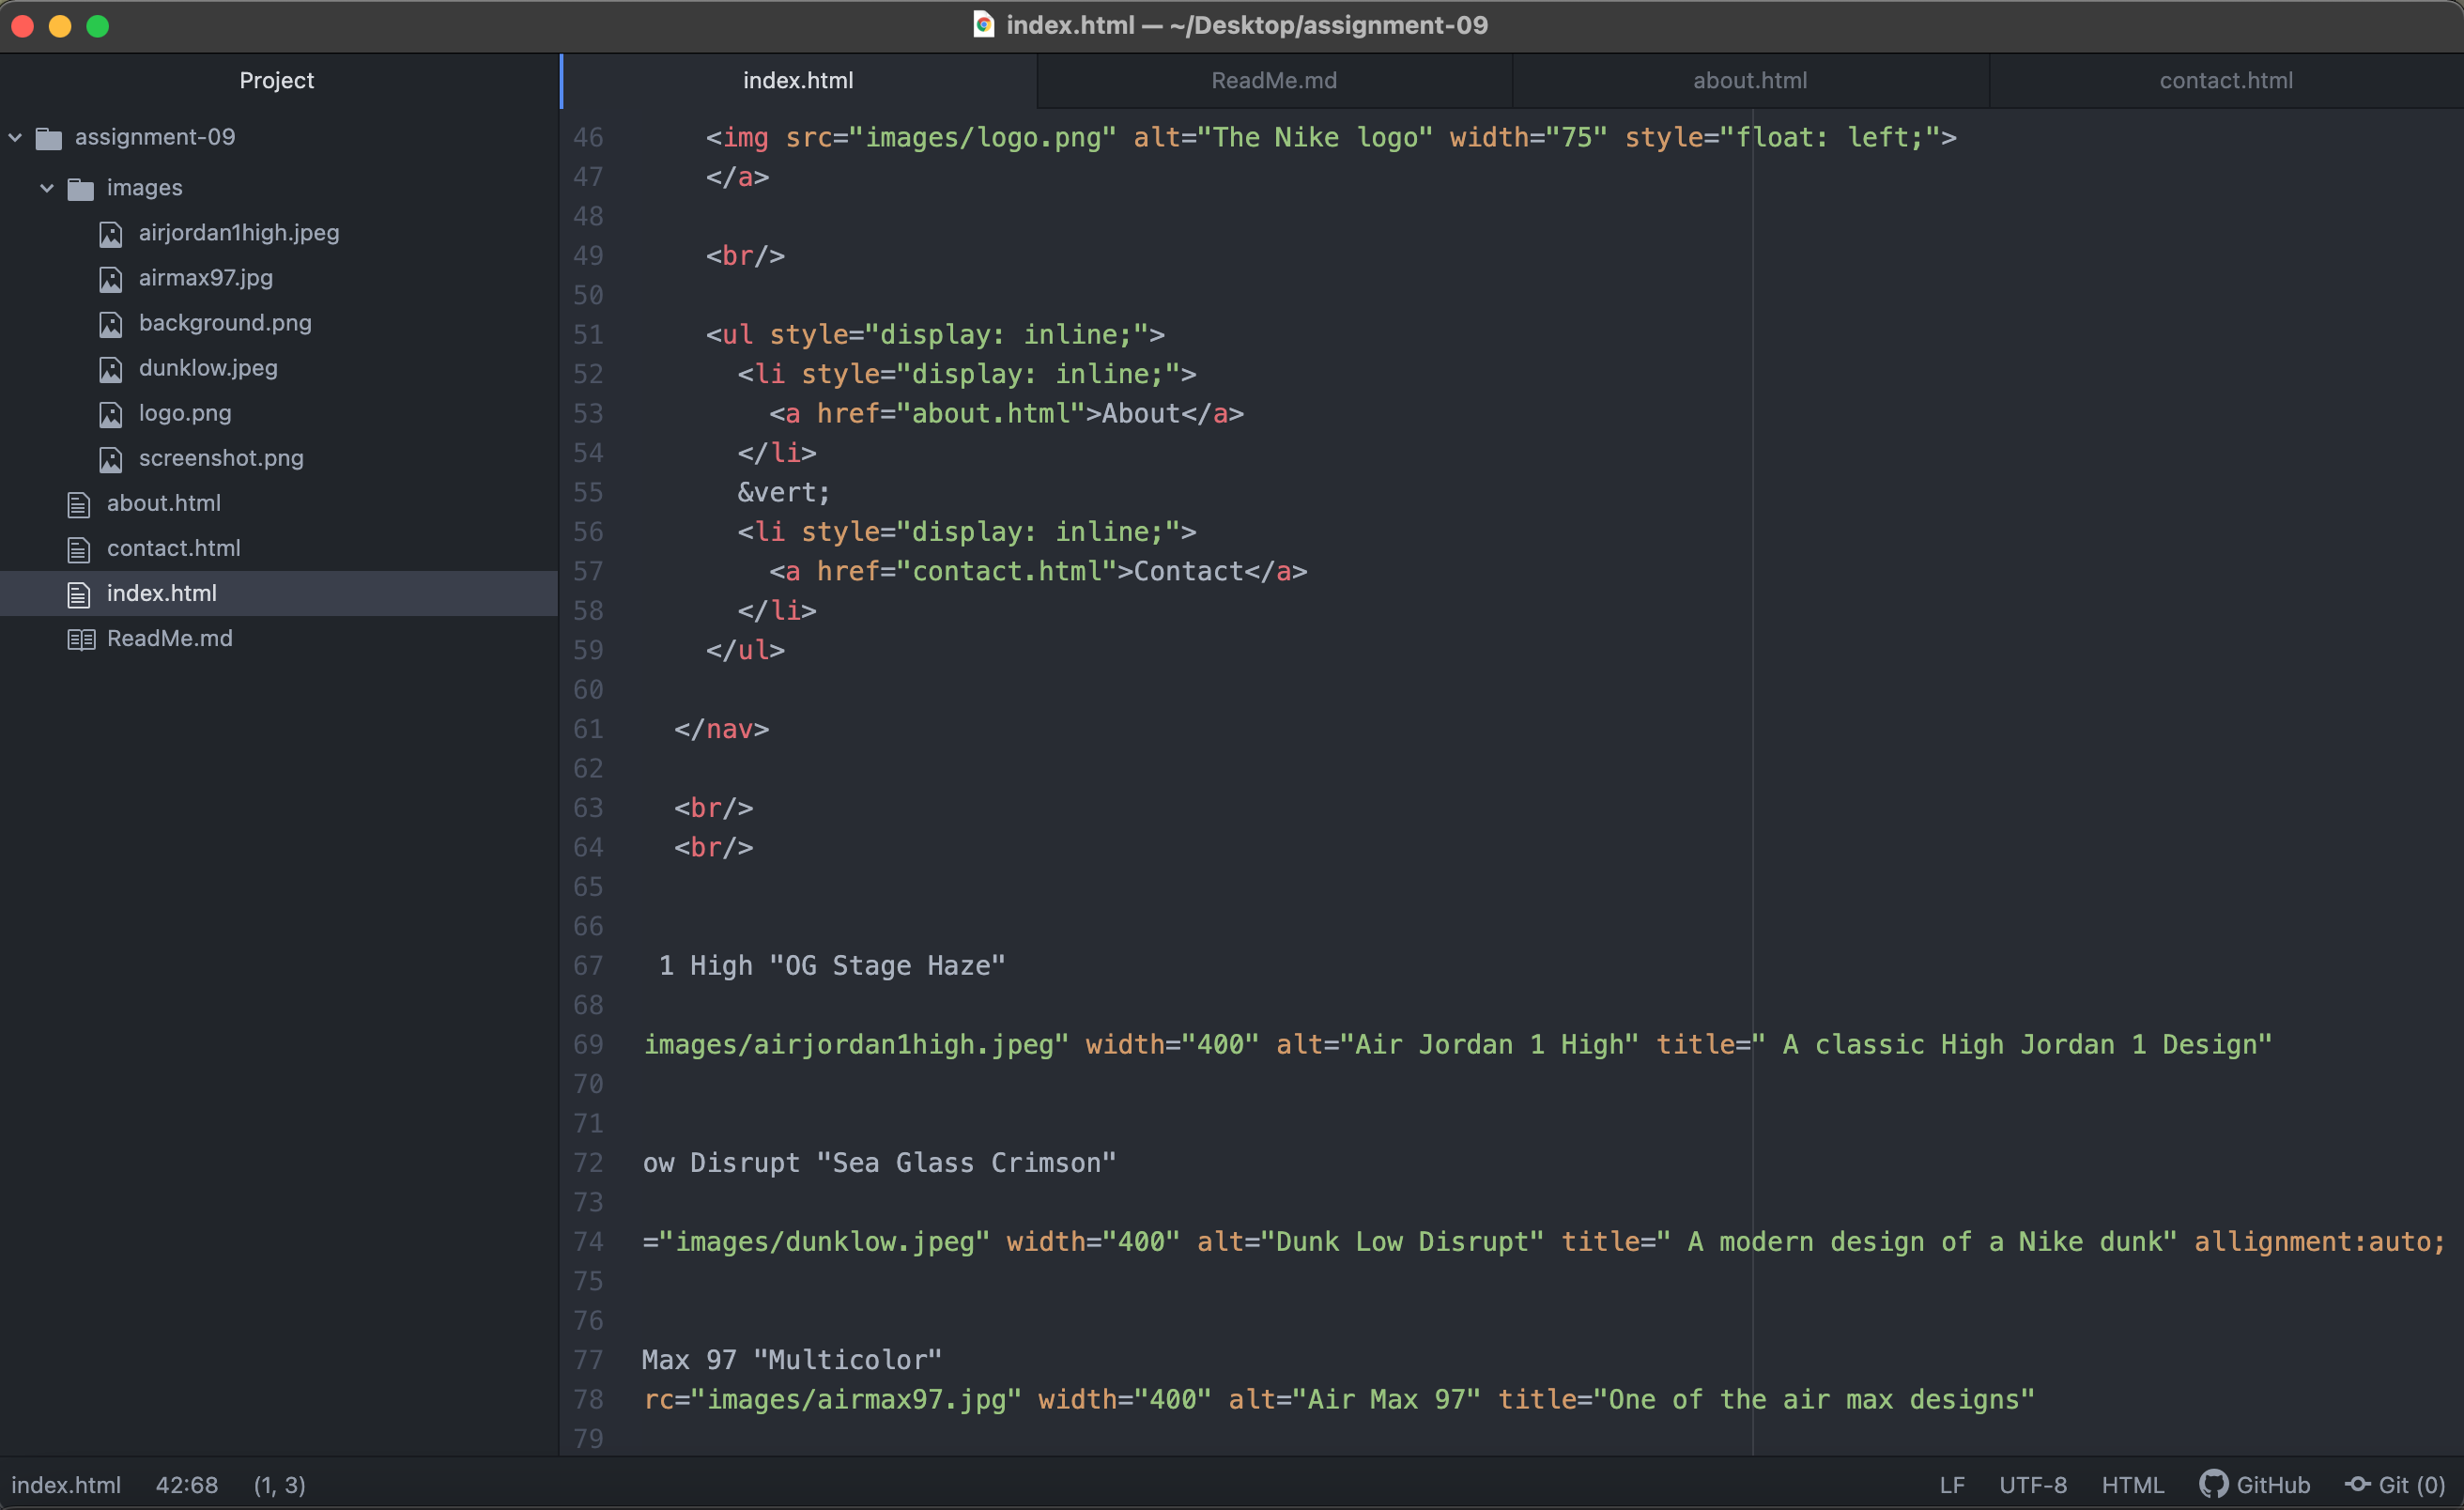 index.html — ~/Desktop/assignment-09
Project
index.html
ReadMe.md
about.html
contact.html
assignment-09
images
airjordan1high.jpeg
airmax97.jpg
background.png
dunklow.jpeg
logo.png
screenshot.png
about.html
contact.html
index.html
ReadMe.md
46 <img src="images/logo.png" alt="The Nike logo" width="75" style="float: left;">
47 </a>
48
49 <br/>
50
51 <ul style="display: inline;">
52 <li style="display: inline;">
53 <a href="about.html">About</a>
54 </li>
55 &vert;
56 <li style="display: inline;">
57 <a href="contact.html">Contact</a>
58 </li>
59 </ul>
60
61 </nav>
62
63 <br/>
64 <br/>
65
66
67 1 High "OG Stage Haze"
68
69 images/airjordan1high.jpeg" width="400" alt="Air Jordan 1 High" title=" A classic High Jordan 1 Design"
70
71
72 ow Disrupt "Sea Glass Crimson"
73
74 ="images/dunklow.jpeg" width="400" alt="Dunk Low Disrupt" title=" A modern design of a Nike dunk" allignment:auto;
75
76
77 Max 97 "Multicolor"
78 rc="images/airmax97.jpg" width="400" alt="Air Max 97" title="One of the air max designs"
79
index.html 42:68 (1, 3) LF UTF-8 HTML GitHub Git (0)